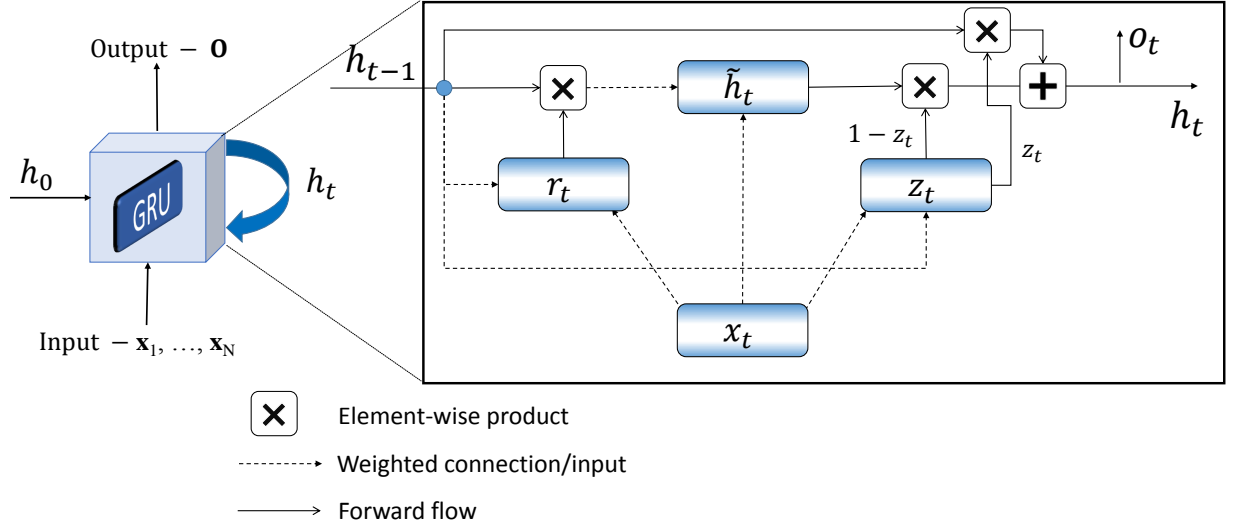 Output – O
h₀
GRU
hₜ
Input – x₁, …, x_N
hₜ₋₁
×
oₜ
×
h̃ₜ
×
+
hₜ
1 − zₜ
zₜ
rₜ
zₜ
xₜ
× Element-wise product
Weighted connection/input
Forward flow